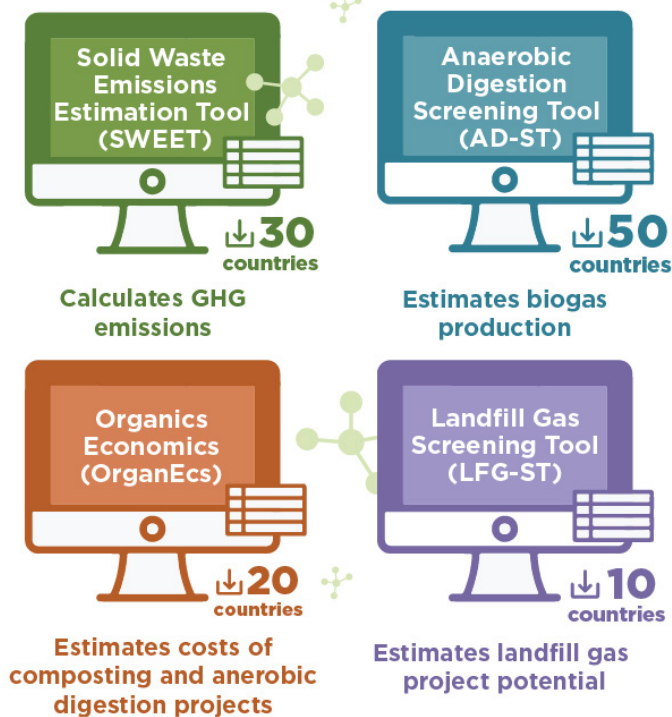 Solid Waste
Emissions
Estimation Tool
(SWEET)
30
countries
Calculates GHG
emissions
Anaerobic
Digestion
Screening Tool
(AD-ST)
50
countries
Estimates biogas
production
Organics
Economics
(OrganEcs)
20
countries
Estimates costs of
composting and anerobic
digestion projects
Landfill Gas
Screening Tool
(LFG-ST)
10
countries
Estimates landfill gas
project potential